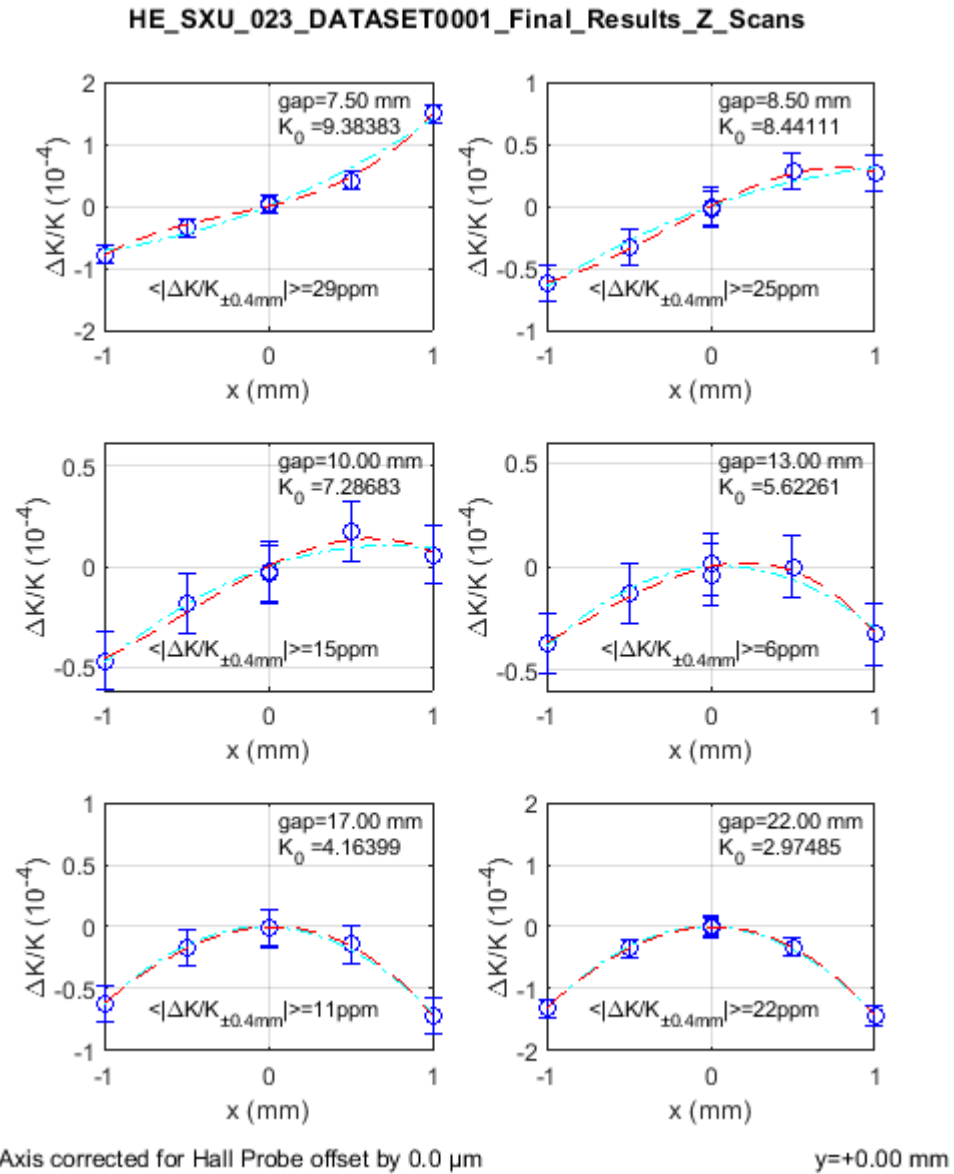 HE_SXU_023_DATASET0001_Final_Results_Z_Scans
2
1
0
-1
-2
ΔK/K (10⁻⁴)
gap=7.50 mm
K₀ =9.38383
<|ΔK/K±0.4mm|>=29ppm
-1 0 1
x (mm)
1
0.5
0
-0.5
-1
ΔK/K (10⁻⁴)
gap=8.50 mm
K₀ =8.44111
<|ΔK/K±0.4mm|>=25ppm
-1 0 1
x (mm)
0.5
0
-0.5
ΔK/K (10⁻⁴)
gap=10.00 mm
K₀ =7.28683
<|ΔK/K±0.4mm|>=15ppm
-1 0 1
x (mm)
0.5
0
-0.5
ΔK/K (10⁻⁴)
gap=13.00 mm
K₀ =5.62261
<|ΔK/K±0.4mm|>=6ppm
-1 0 1
x (mm)
1
0.5
0
-0.5
-1
ΔK/K (10⁻⁴)
gap=17.00 mm
K₀ =4.16399
<|ΔK/K±0.4mm|>=11ppm
-1 0 1
x (mm)
2
1
0
-1
-2
ΔK/K (10⁻⁴)
gap=22.00 mm
K₀ =2.97485
<|ΔK/K±0.4mm|>=22ppm
-1 0 1
x (mm)
Axis corrected for Hall Probe offset by 0.0 µm
y=+0.00 mm